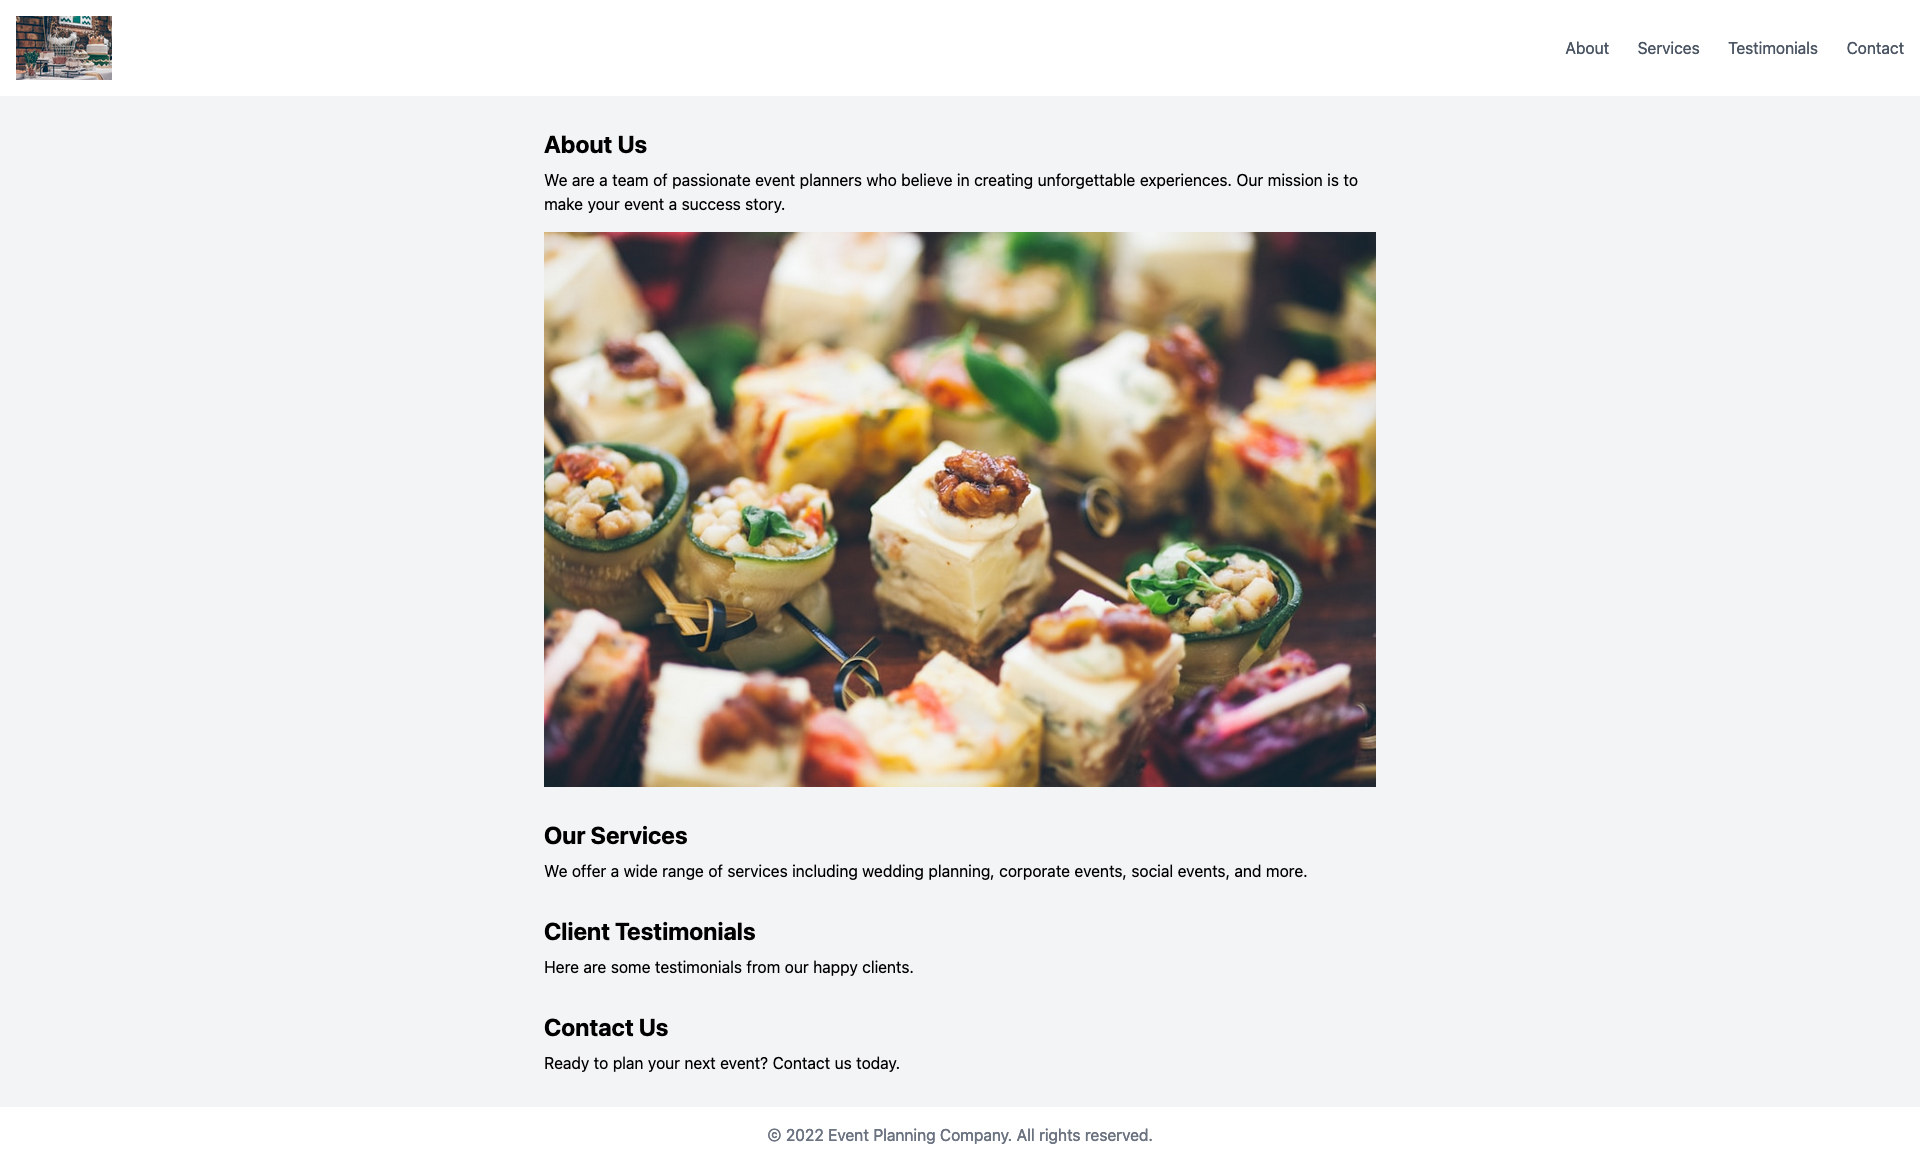 About
Services
Testimonials
Contact
About Us
We are a team of passionate event planners who believe in creating unforgettable experiences. Our mission is to
make your event a success story.
Our Services
We offer a wide range of services including wedding planning, corporate events, social events, and more.
Client Testimonials
Here are some testimonials from our happy clients.
Contact Us
Ready to plan your next event? Contact us today.
© 2022 Event Planning Company. All rights reserved.